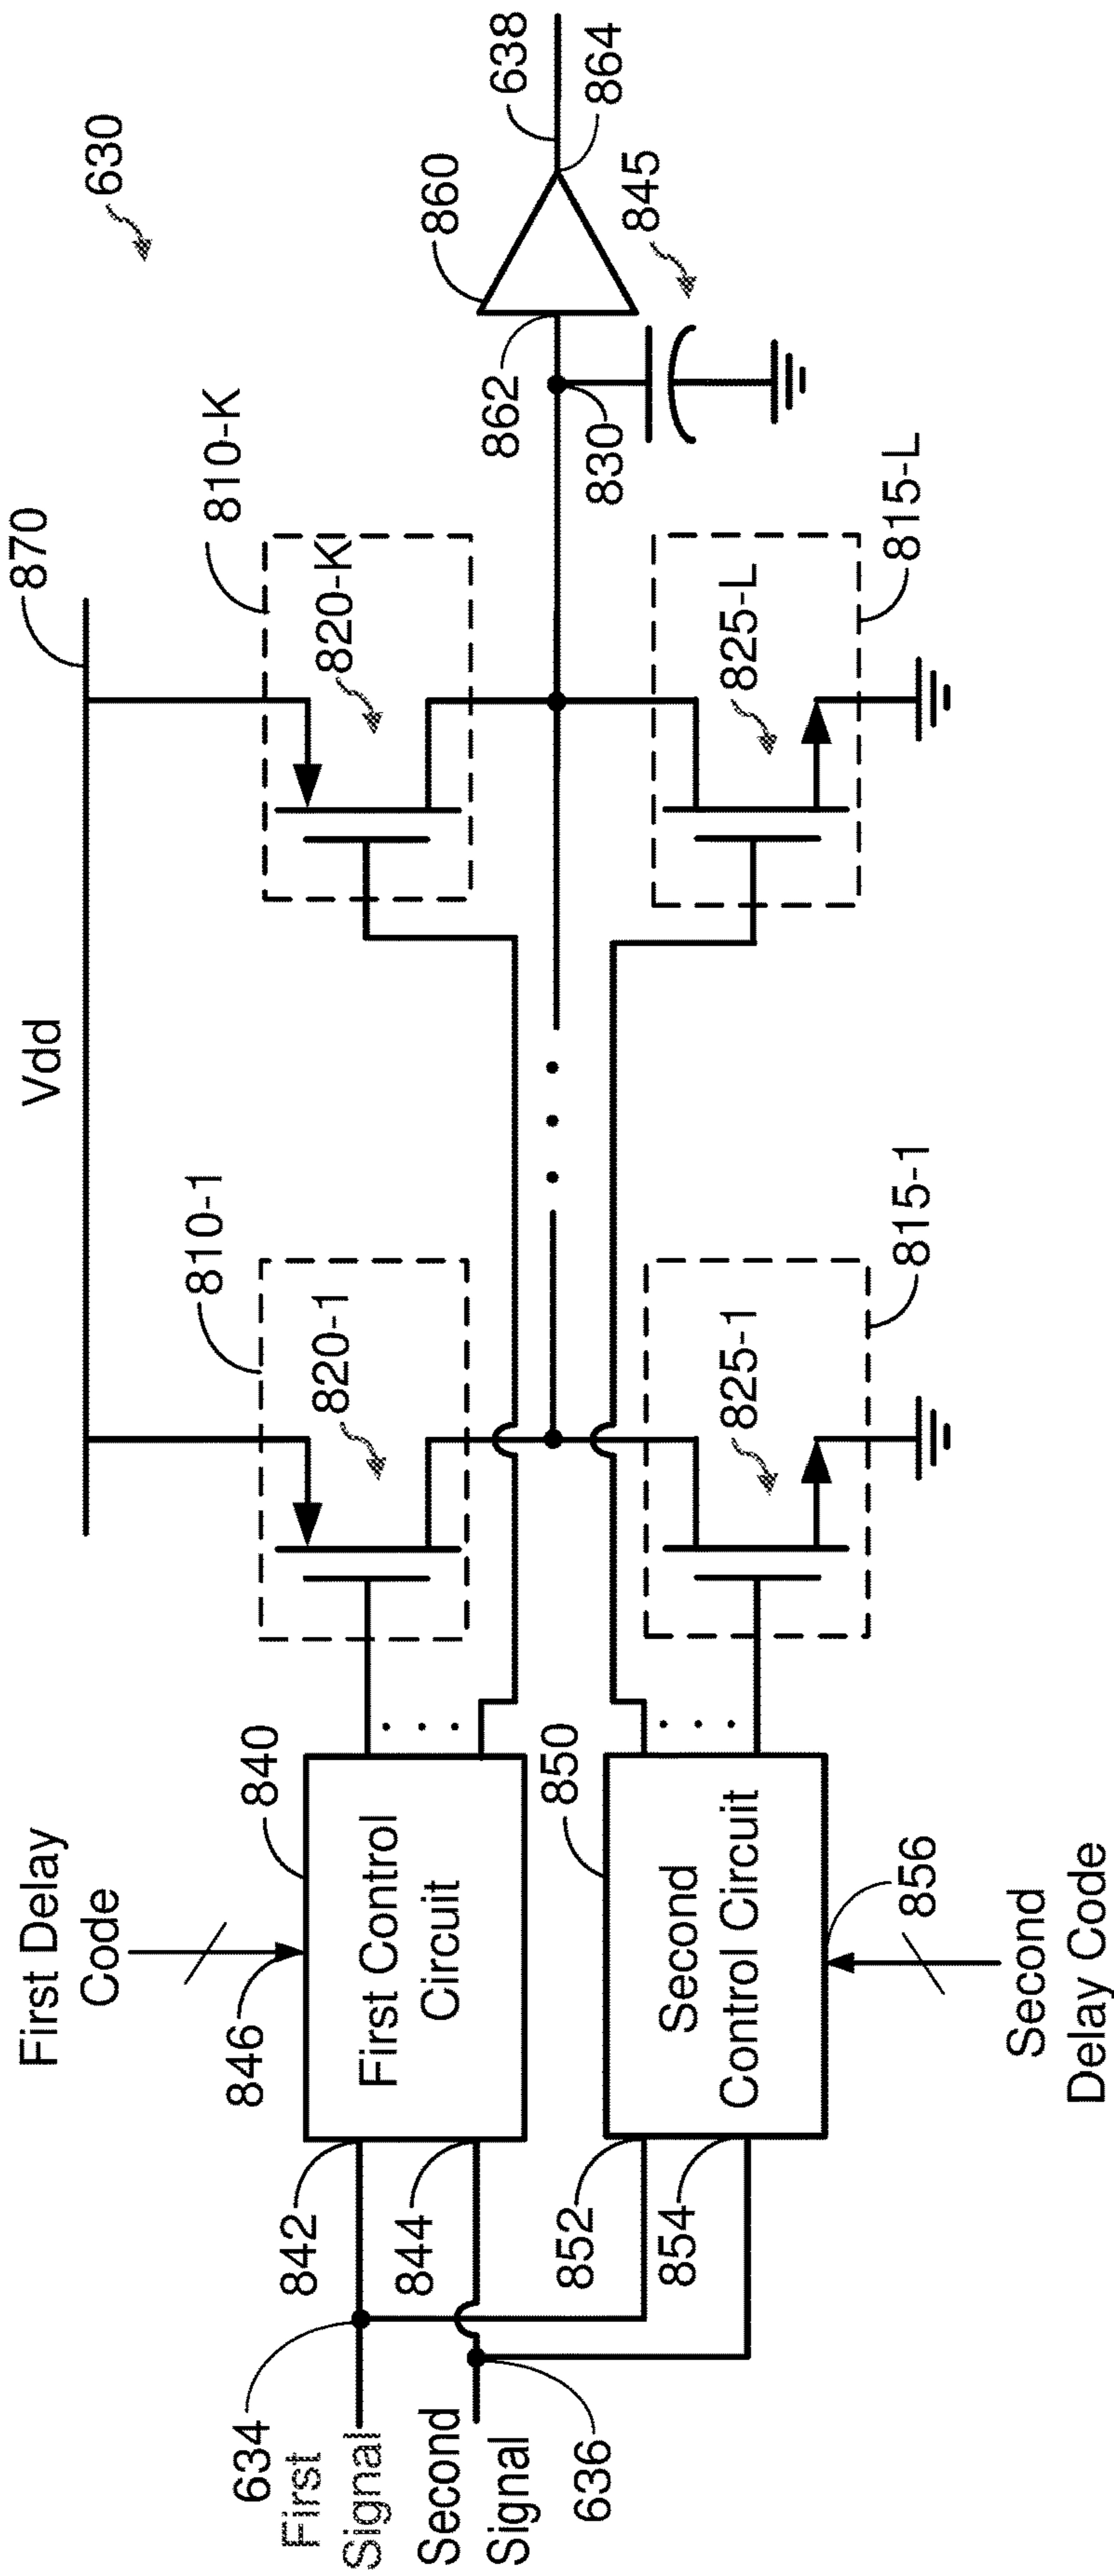 630
Vdd
870
First Delay
Code
846
840
810-1
820-1
810-K
820-K
860
638
864
862
830
845
634
First
Signal
842
844
First Control
Circuit
Second
Signal
636
852
854
850
Second
Control Circuit
856
Second
Delay Code
825-1
815-1
825-L
815-L